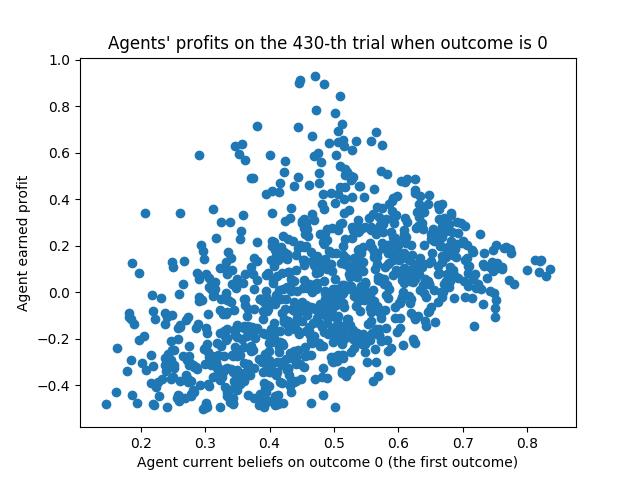 Agents' profits on the 430-th trial when outcome is 0
1.0
0.8
0.6
0.4
0.2
0.0
−0.2
−0.4
Agent earned profit
0.2 0.3 0.4 0.5 0.6 0.7 0.8
Agent current beliefs on outcome 0 (the first outcome)